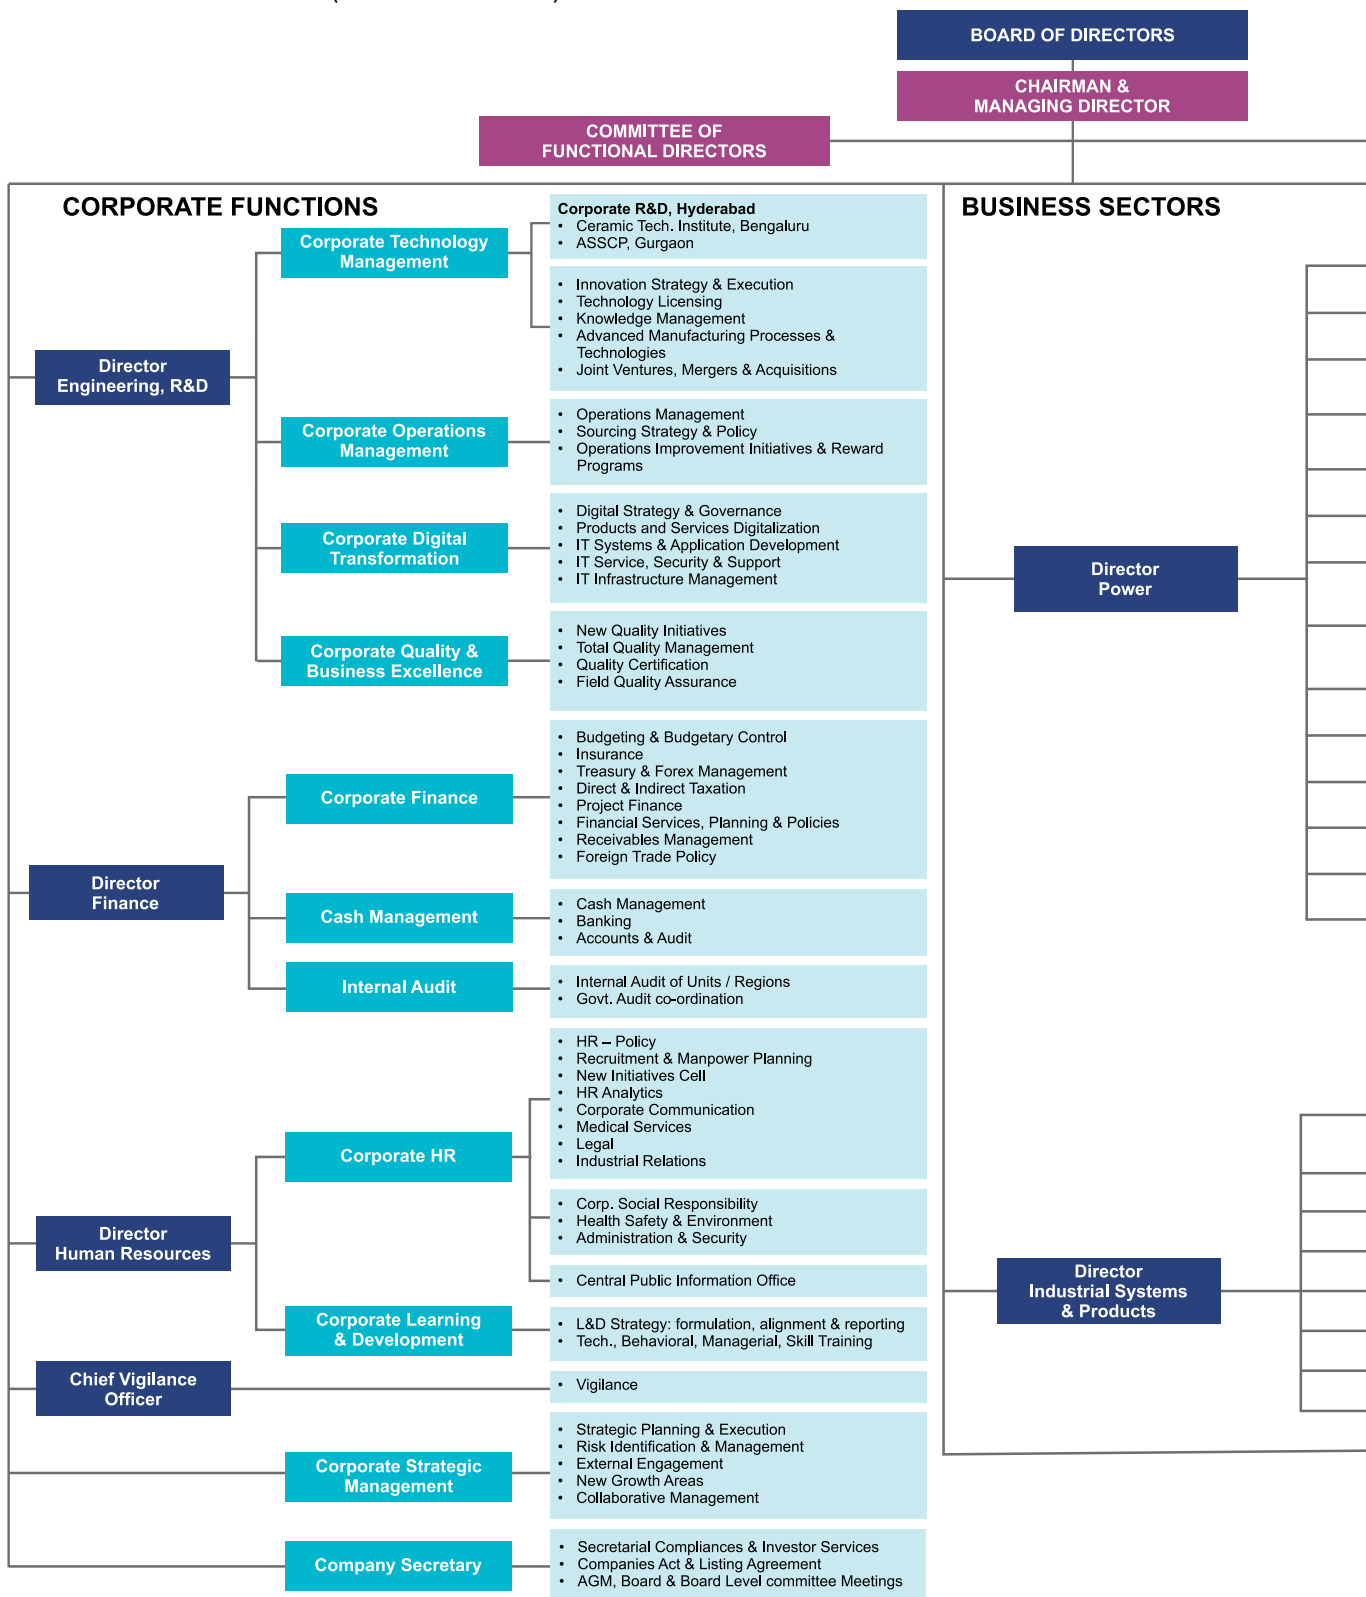 BOARD OF DIRECTORS
CHAIRMAN &
MANAGING DIRECTOR
COMMITTEE OF
FUNCTIONAL DIRECTORS
CORPORATE FUNCTIONS
Director
Engineering, R&D
Corporate Technology
Management
Corporate R&D, Hyderabad
• Ceramic Tech. Institute, Bengaluru
• ASSCP, Gurgaon
• Innovation Strategy & Execution
• Technology Licensing
• Knowledge Management
• Advanced Manufacturing Processes &
Technologies
• Joint Ventures, Mergers & Acquisitions
Corporate Operations
Management
• Operations Management
• Sourcing Strategy & Policy
• Operations Improvement Initiatives & Reward
Programs
Corporate Digital
Transformation
• Digital Strategy & Governance
• Products and Services Digitalization
• IT Systems & Application Development
• IT Service, Security & Support
• IT Infrastructure Management
Corporate Quality &
Business Excellence
• New Quality Initiatives
• Total Quality Management
• Quality Certification
• Field Quality Assurance
Director
Finance
Corporate Finance
• Budgeting & Budgetary Control
• Insurance
• Treasury & Forex Management
• Direct & Indirect Taxation
• Project Finance
• Financial Services, Planning & Policies
• Receivables Management
• Foreign Trade Policy
Cash Management
• Cash Management
• Banking
• Accounts & Audit
Internal Audit
• Internal Audit of Units / Regions
• Govt. Audit co-ordination
Director
Human Resources
Corporate HR
• HR – Policy
• Recruitment & Manpower Planning
• New Initiatives Cell
• HR Analytics
• Corporate Communication
• Medical Services
• Legal
• Industrial Relations
• Corp. Social Responsibility
• Health Safety & Environment
• Administration & Security
• Central Public Information Office
Corporate Learning
& Development
• L&D Strategy: formulation, alignment & reporting
• Tech., Behavioral, Managerial, Skill Training
Chief Vigilance
Officer
• Vigilance
Corporate Strategic
Management
• Strategic Planning & Execution
• Risk Identification & Management
• External Engagement
• New Growth Areas
• Collaborative Management
Company Secretary
• Secretarial Compliances & Investor Services
• Companies Act & Listing Agreement
• AGM, Board & Board Level committee Meetings
BUSINESS SECTORS
Director
Power
Director
Industrial Systems
& Products